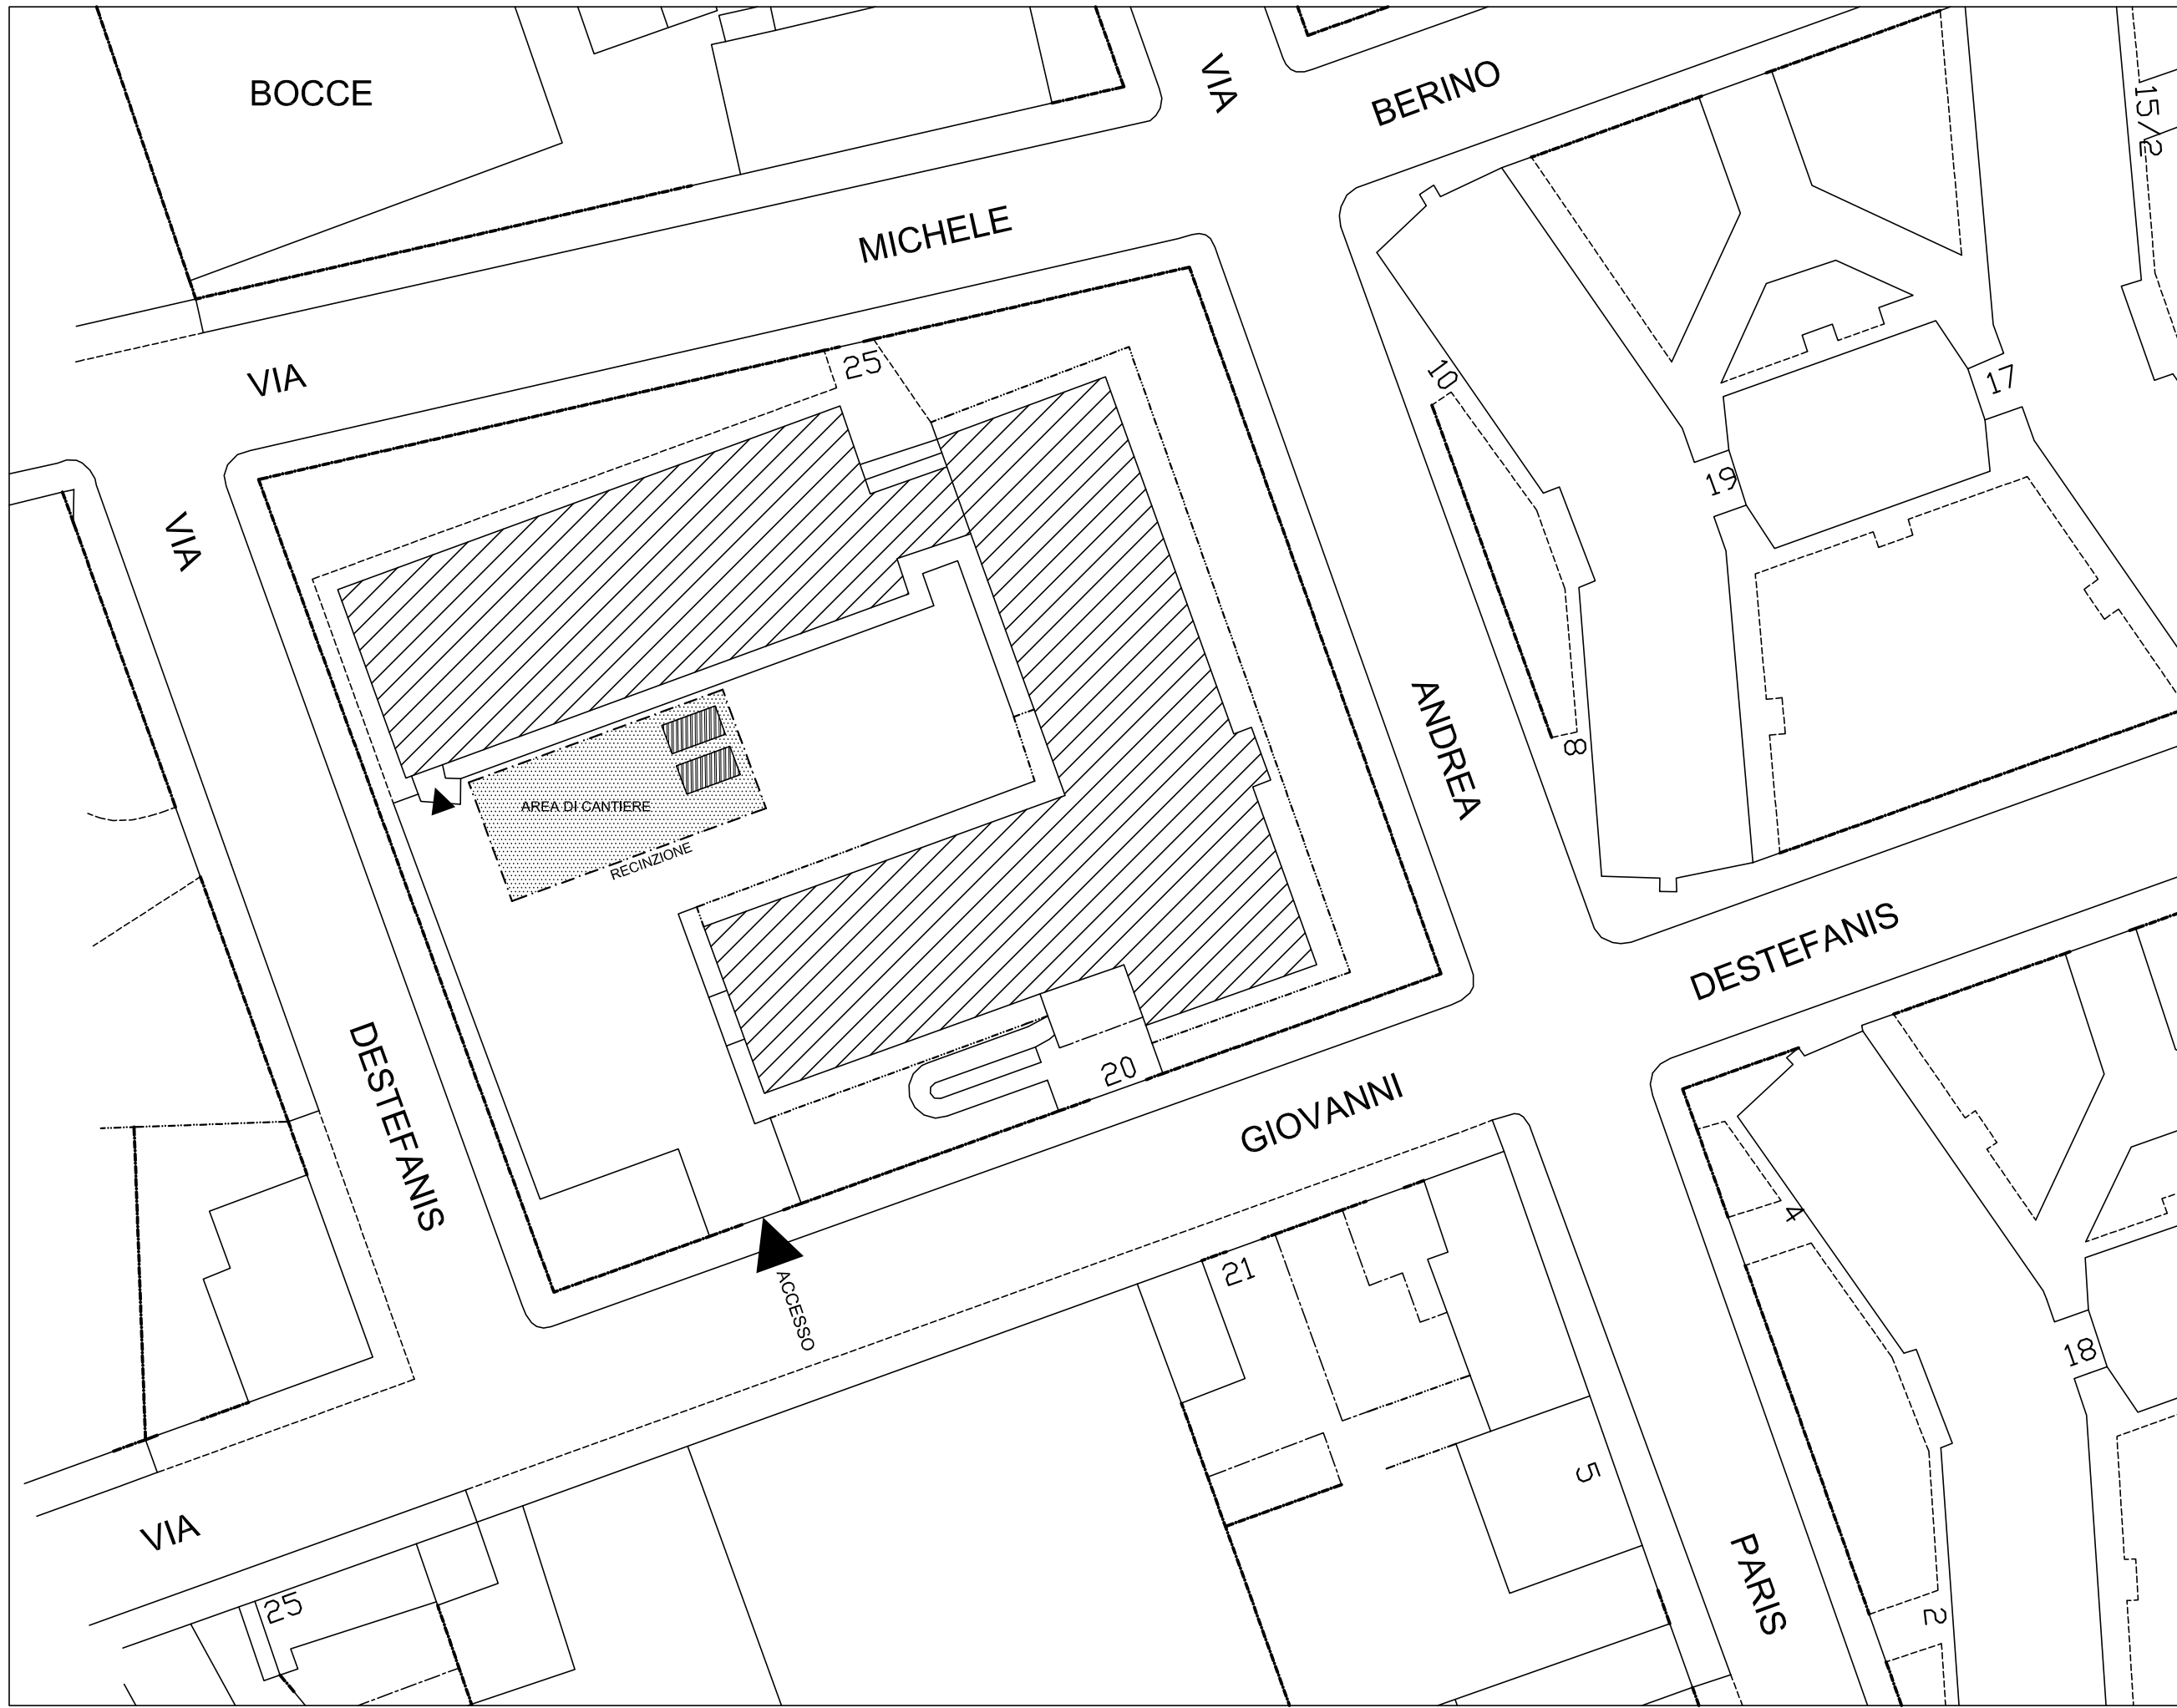 BOCCE
VIA
BERINO
15/2
MICHELE
VIA
25
10
17
19
VIA
ANDREA
8
AREA DI CANTIERE
RECINZIONE
DESTEFANIS
DESTEFANIS
20
GIOVANNI
4
21
ACCESSO
18
5
VIA
PARIS
25
2